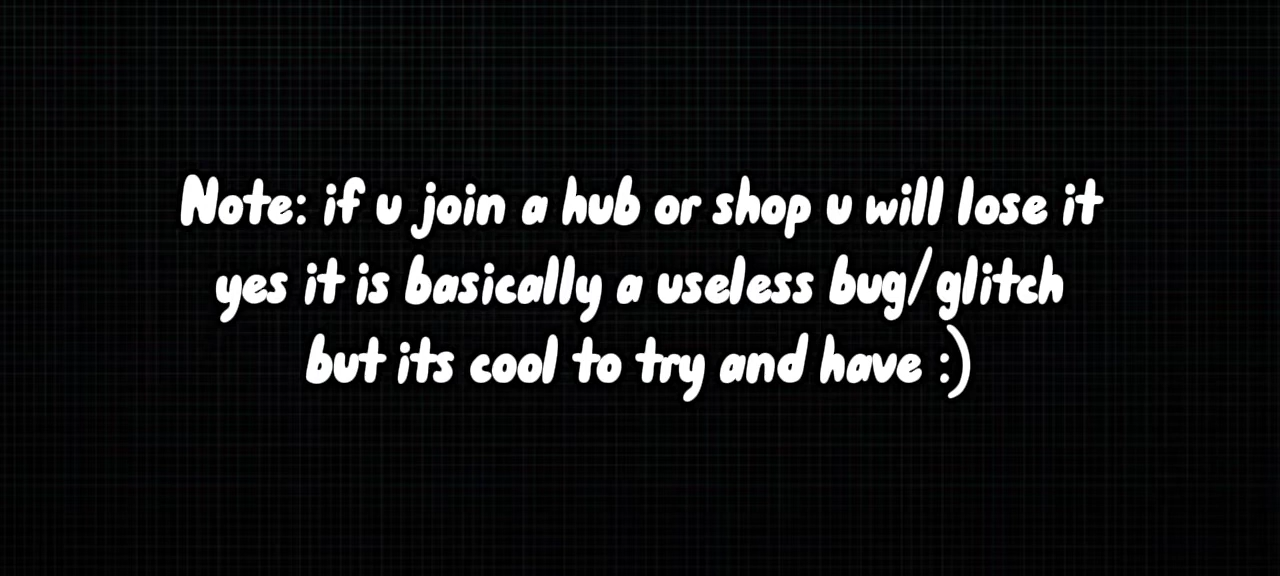 Note: if u join a hub or shop u will lose it
yes it is basically a useless bug/glitch
but its cool to try and have :)